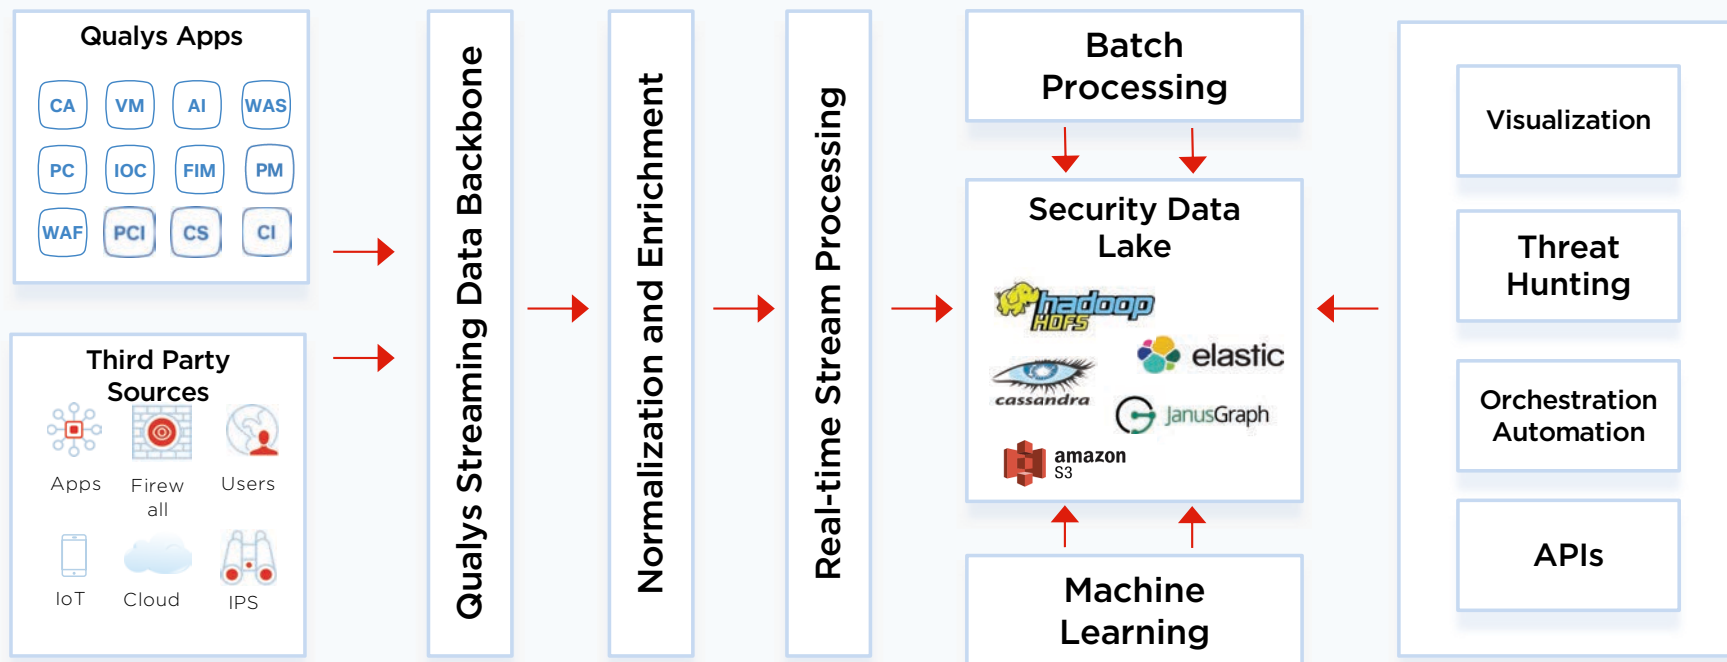 Qualys Apps
CA
VM
AI
WAS
PC
IOC
FIM
PM
WAF
PCI
CS
CI
Third Party
Sources
Apps
Firew
all
Users
IoT
Cloud
IPS
Qualys Streaming Data Backbone
Normalization and Enrichment
Real-time Stream Processing
Batch
Processing
Security Data
Lake
hadoop
HDFS
elastic
cassandra
JanusGraph
amazon
S3
Machine
Learning
Visualization
Threat
Hunting
Orchestration
Automation
APIs